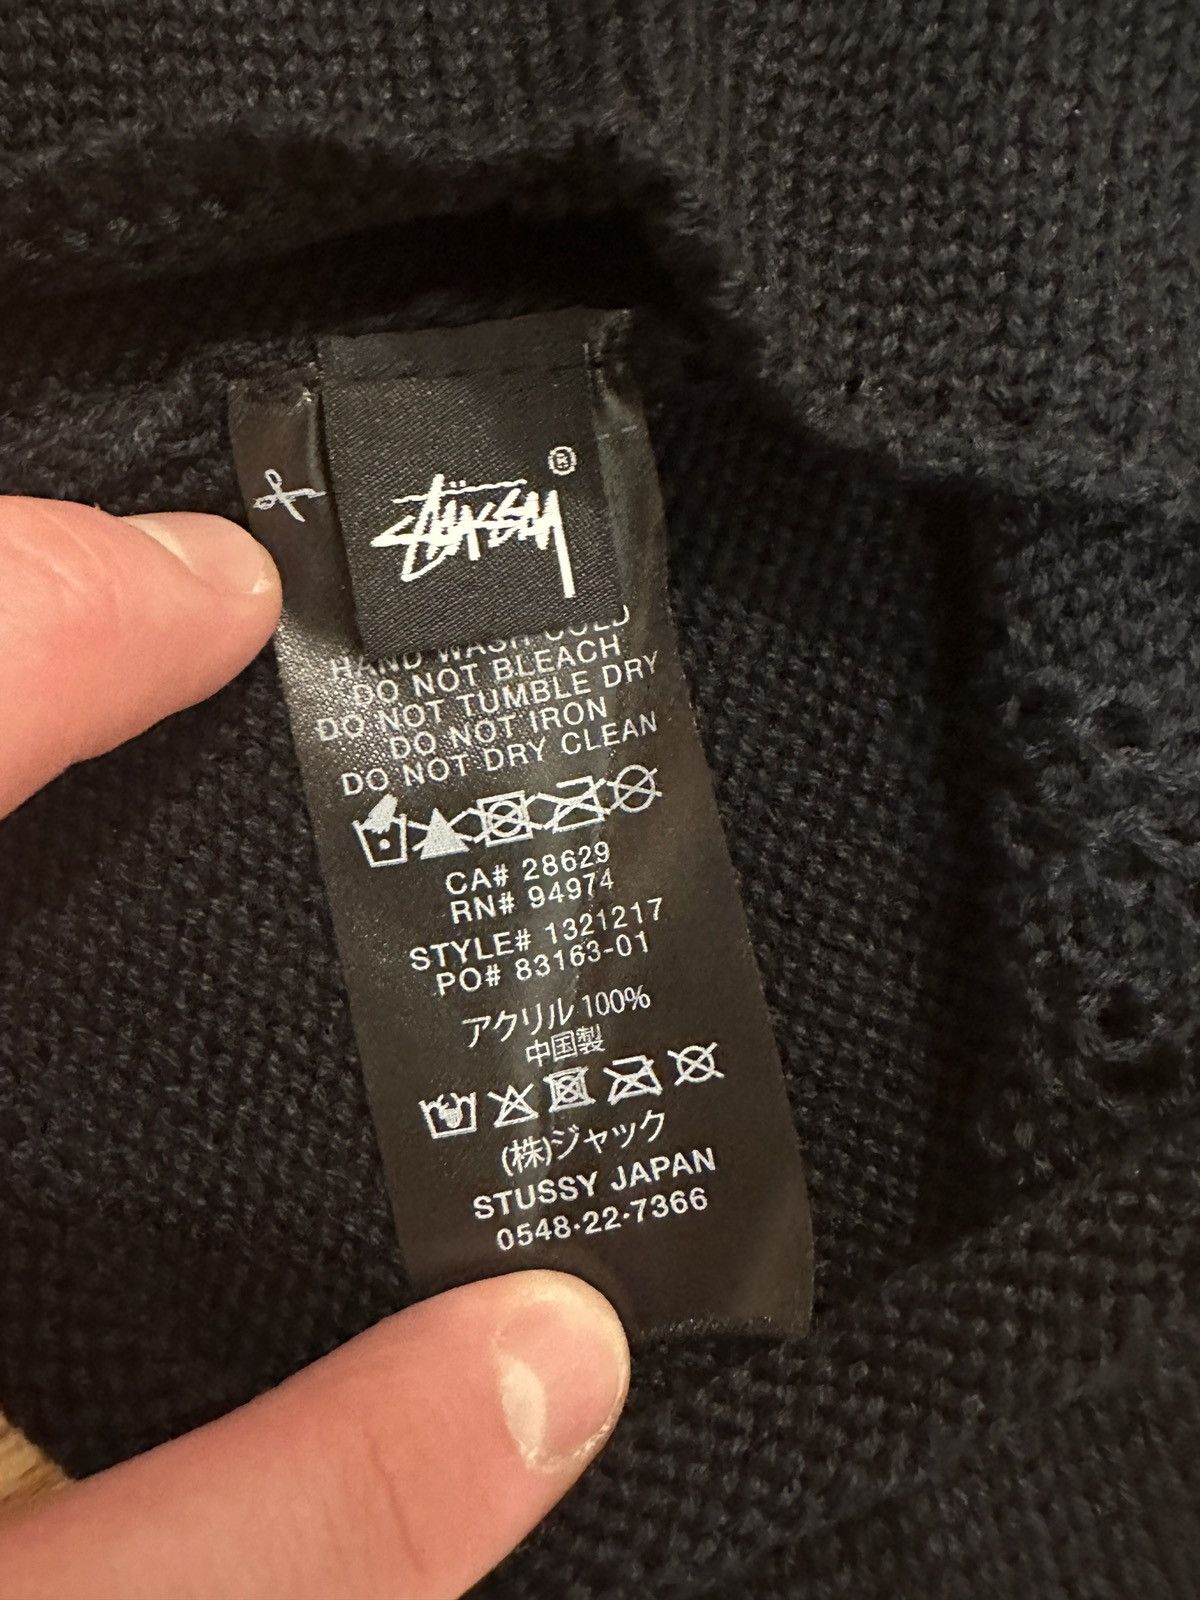 Stüssy ®
HAND WASH COLD
DO NOT BLEACH
DO NOT TUMBLE DRY
DO NOT IRON
DO NOT DRY CLEAN
CA# 28629
RN# 94974
STYLE# 1321217
PO# 83163-01
アクリル 100%
中国製
(株)ジャック
STUSSY JAPAN
0548·22·7366